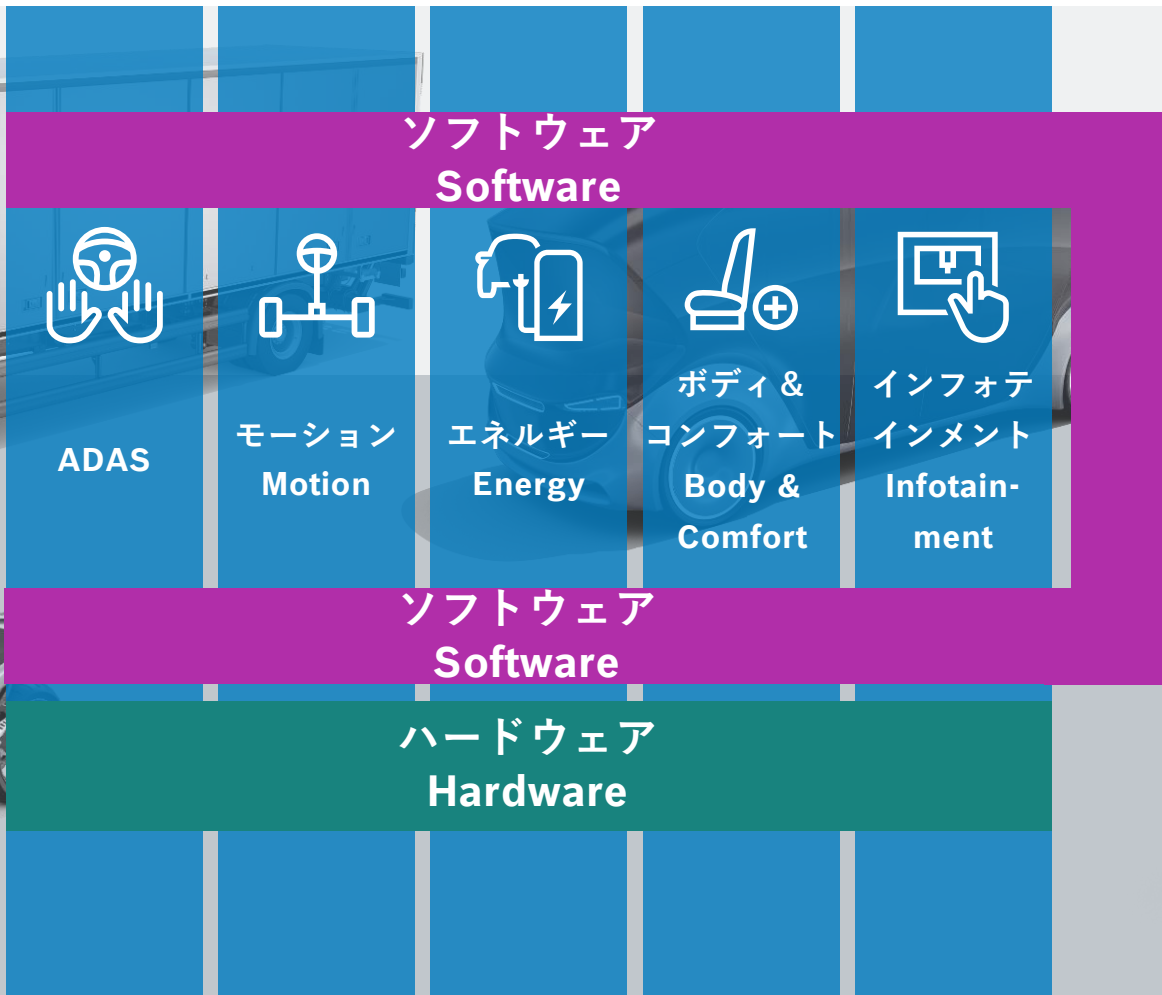 ソフトウェア
Software
ADAS
モーション
Motion
エネルギー
Energy
ボディ＆
コンフォート
Body &
Comfort
インフォテ
インメント
Infotain-
ment
ソフトウェア
Software
ハードウェア
Hardware